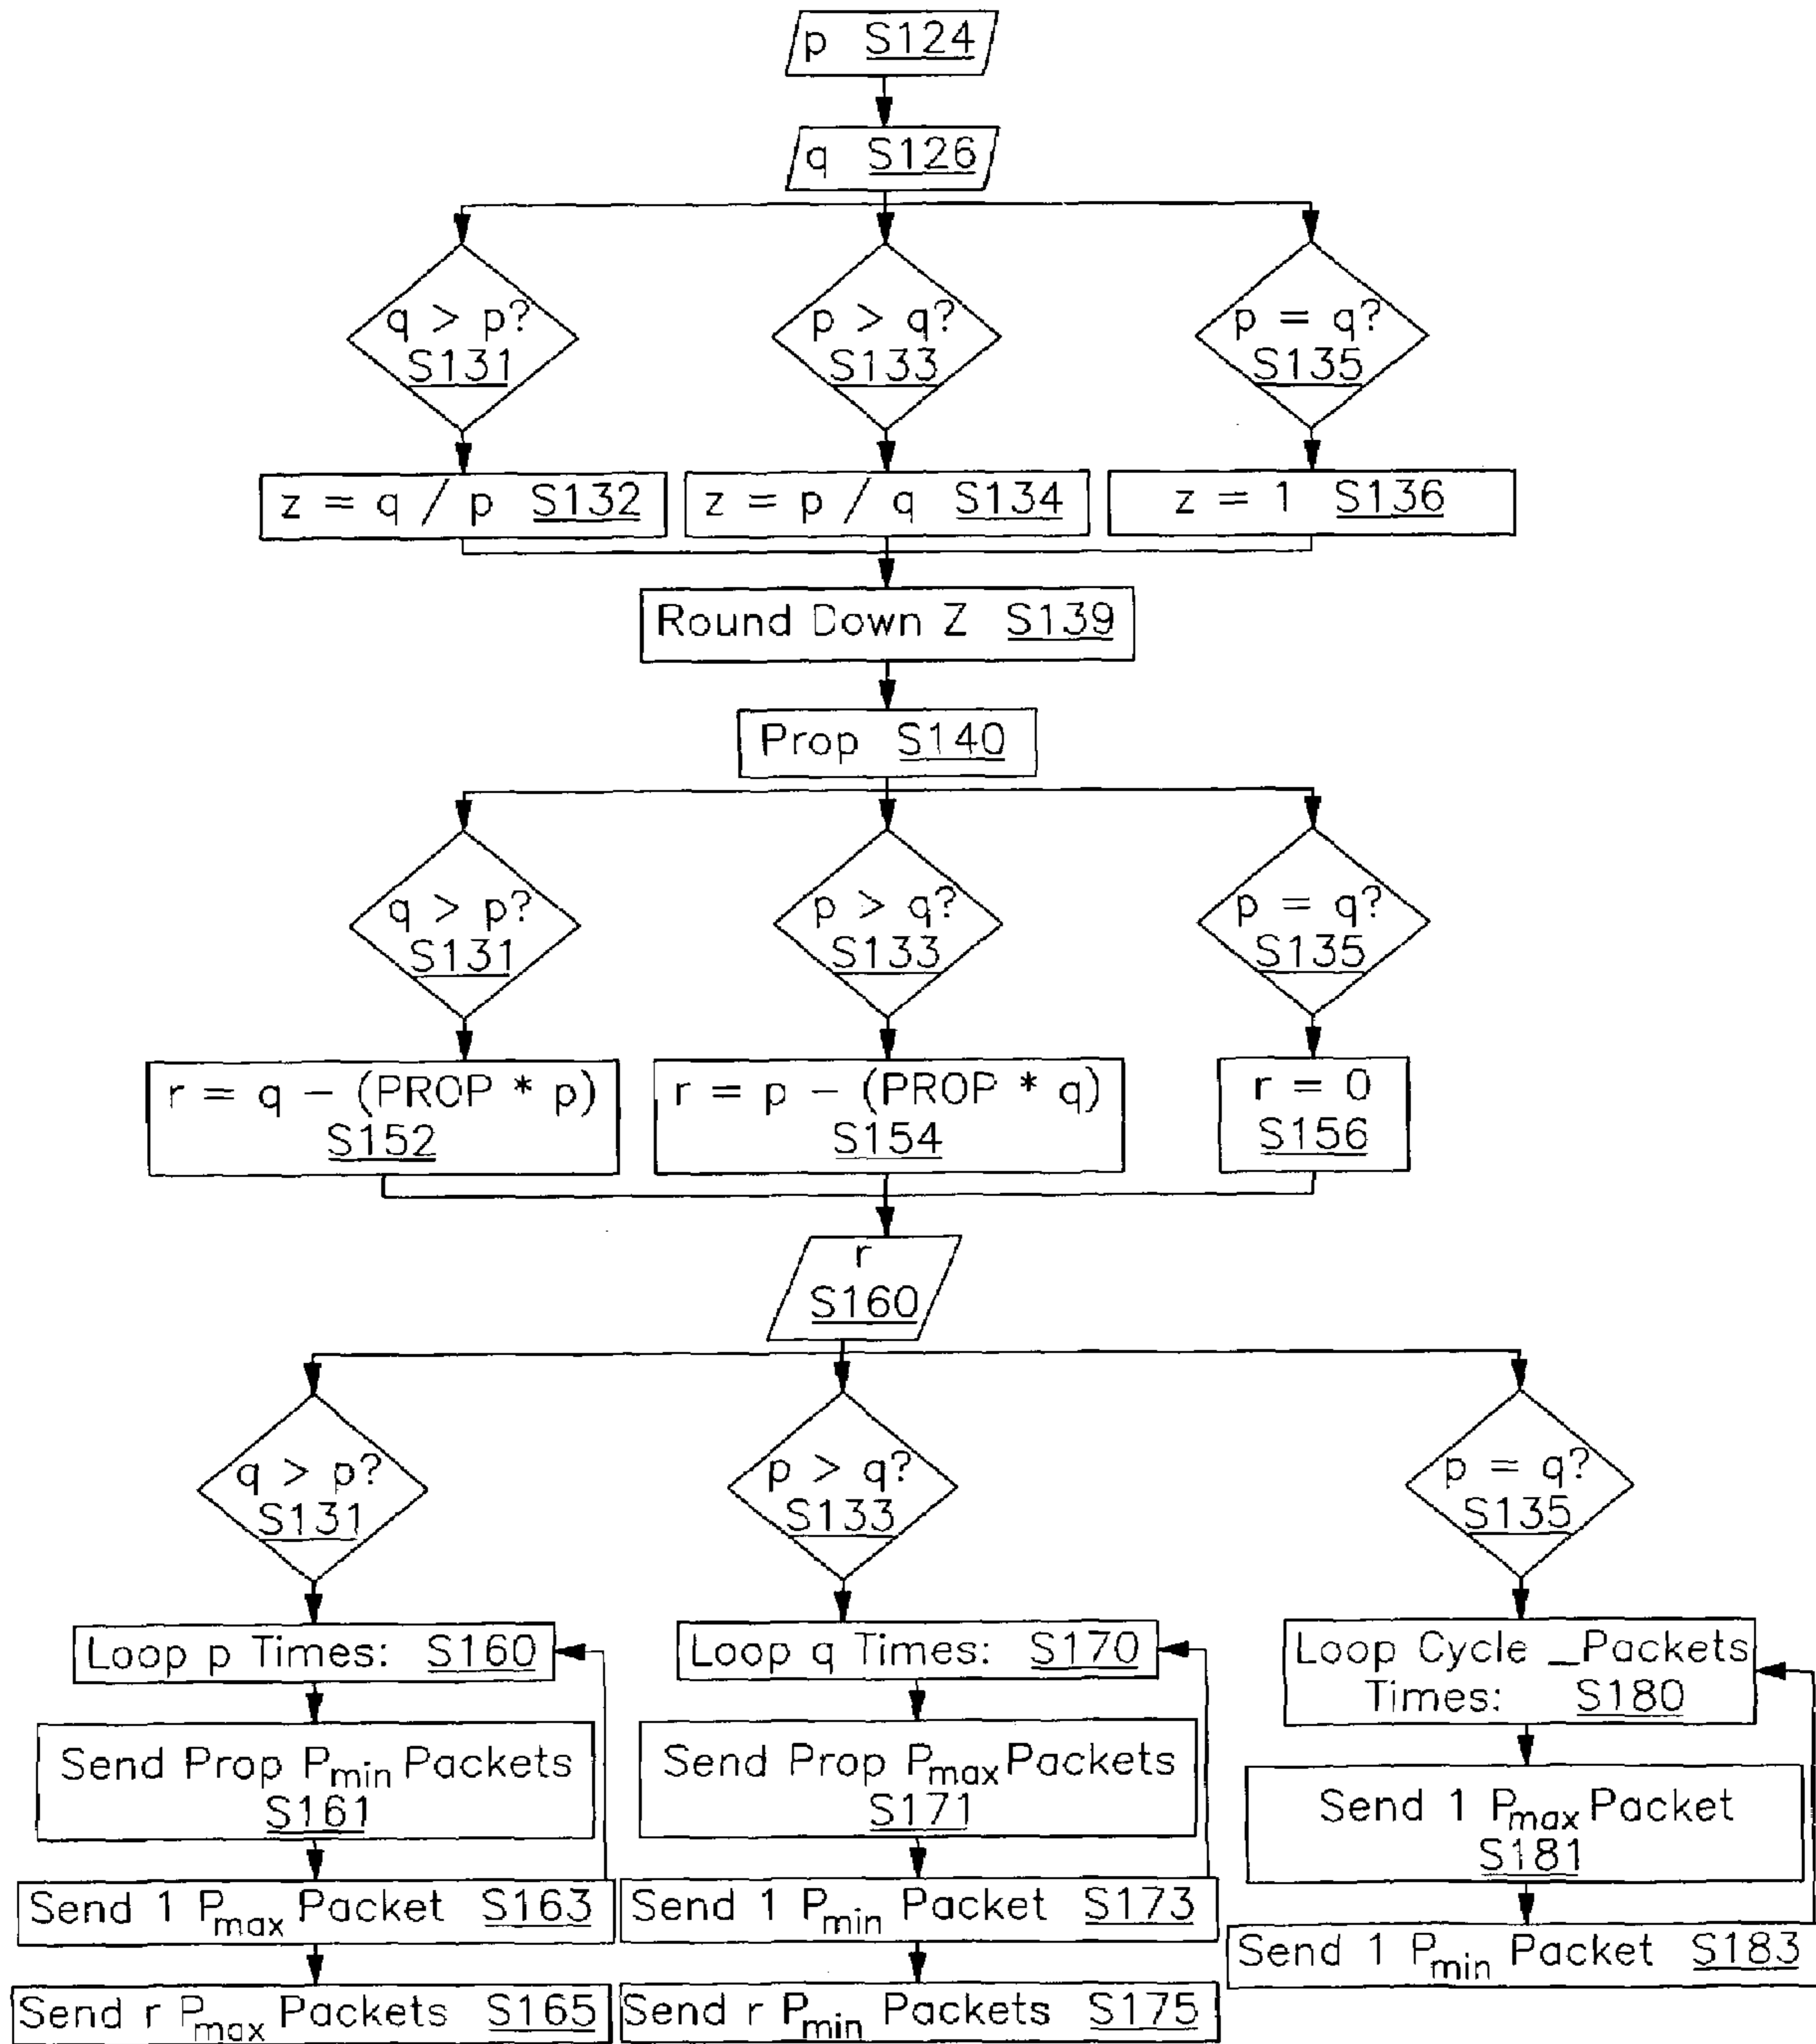 p S124
q S126
q > p?
S131
p > q?
S133
p = q?
S135
z = q / p S132
z = p / q S134
z = 1 S136
Round Down Z S139
Prop S140
q > p?
S131
p > q?
S133
p = q?
S135
r = q - (PROP * p)
S152
r = p - (PROP * q)
S154
r = 0
S156
r
S160
q > p?
S131
p > q?
S133
p = q?
S135
Loop p Times: S160
Send Prop Pmin Packets
S161
Send 1 Pmax Packet S163
Send r Pmax Packets S165
Loop q Times: S170
Send Prop Pmax Packets
S171
Send 1 Pmin Packet S173
Send r Pmin Packets S175
Loop Cycle _Packets
Times: S180
Send 1 Pmax Packet
S181
Send 1 Pmin Packet S183